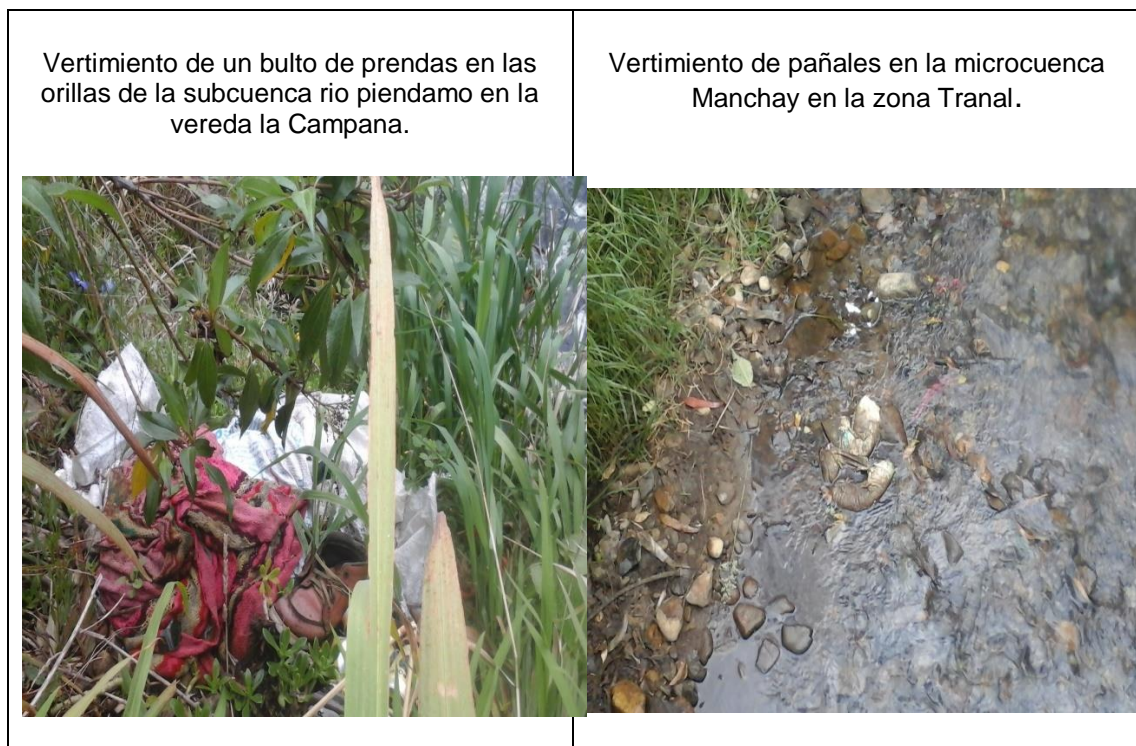 Vertimiento de un bulto de prendas en las
orillas de la subcuenca rio piendamo en la
vereda la Campana.
Vertimiento de pañales en la microcuenca
Manchay en la zona Tranal.